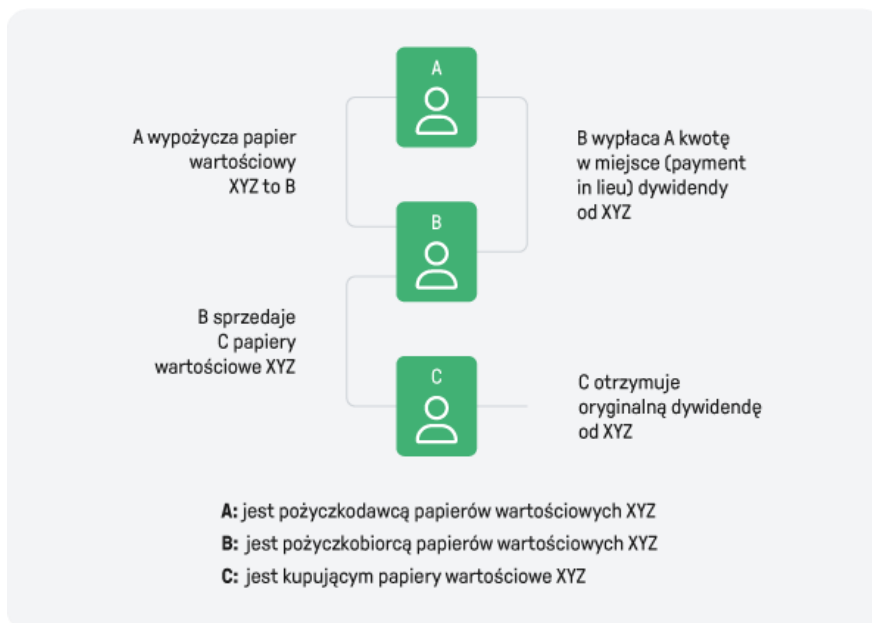 A
A wypożycza papier
wartościowy
XYZ to B
B wypłaca A kwotę
w miejsce (payment
in lieu) dywidendy
od XYZ
B
B sprzedaje
C papiery
wartościowe XYZ
C
C otrzymuje
oryginalną dywidendę
od XYZ
A: jest pożyczkodawcą papierów wartościowych XYZ
B: jest pożyczkobiorcą papierów wartościowych XYZ
C: jest kupującym papiery wartościowe XYZ